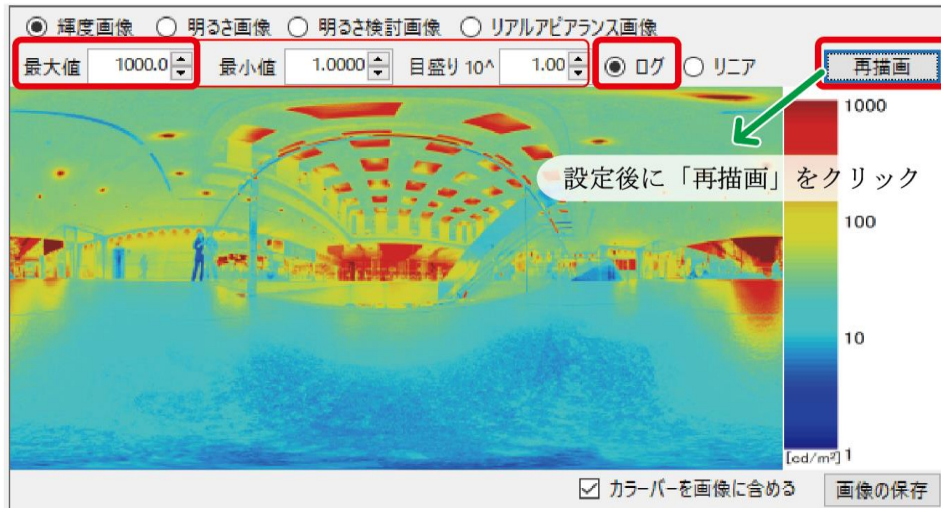 輝度画像 明るさ画像 明るさ検討画像 リアルアピアランス画像
最大値 1000.0 最小値 1.0000 目盛り 10^ 1.00 ログ リニア 再描画
1000
設定後に「再描画」をクリック
100
10
1
[cd/m²]
カラーバーを画像に含める 画像の保存